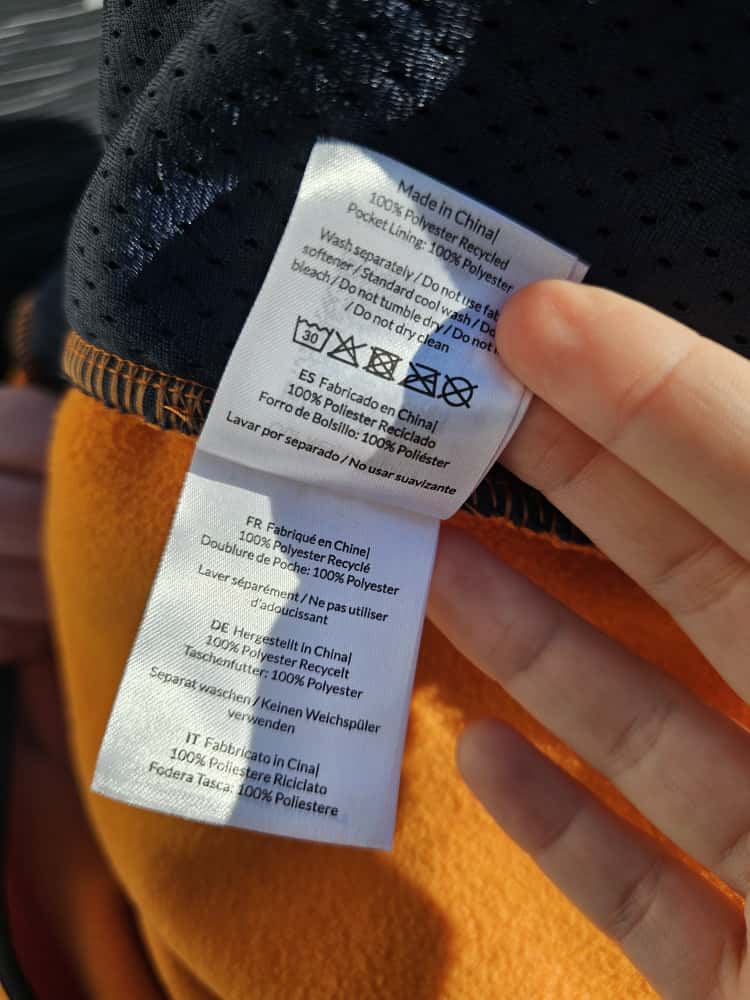 Made in China|
100% Polyester Recycled
Pocket Lining: 100% Polyester
Wash separately / Do not use
softener / Standard cool wash /
bleach / Do not tumble dry / Do not
/ Do not dry clean
30
ES Fabricado en China|
100% Poliester Reciclado
Forro de Bolsillo: 100% Poliéster
Lavar por separado / No usar suavizante
FR Fabriqué en Chine|
100% Polyester Recyclé
Doublure de Poche: 100% Polyester
Laver séparément / Ne pas utiliser
d'adoucissant
DE Hergestellt in China|
100% Polyester Recycelt
Taschenfutter: 100% Polyester
Separat waschen / Keinen Weichspüler
verwenden
IT Fabbricato in Cina|
100% Poliestere Riciclato
Fodera Tasca: 100% Poliestere